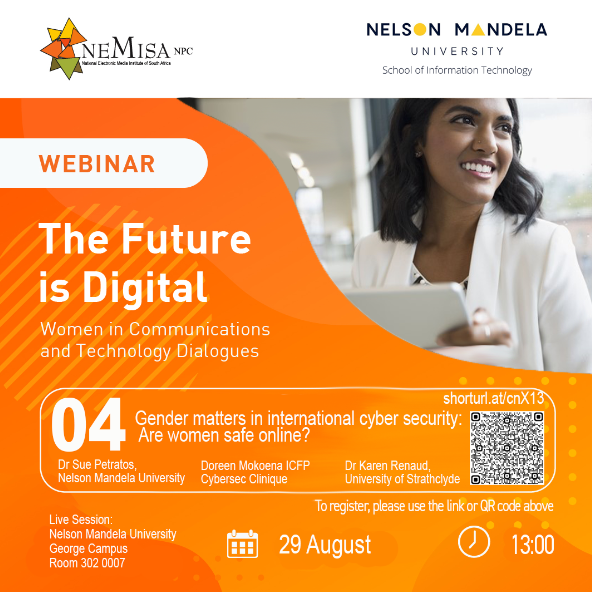 NEMISA NPC
National Electronic Media Institute of South Africa
NELSON MANDELA
UNIVERSITY
School of Information Technology
WEBINAR
The Future
is Digital
Women in Communications
and Technology Dialogues
shorturl.at/cnX13
04
Gender matters in international cyber security:
Are women safe online?
Dr Sue Petratos,
Nelson Mandela University
Doreen Mokoena ICFP
Cybersec Clinique
Dr Karen Renaud,
University of Strathclyde
To register, please use the link or QR code above
Live Session:
Nelson Mandela University
George Campus
Room 302 0007
29 August
13:00